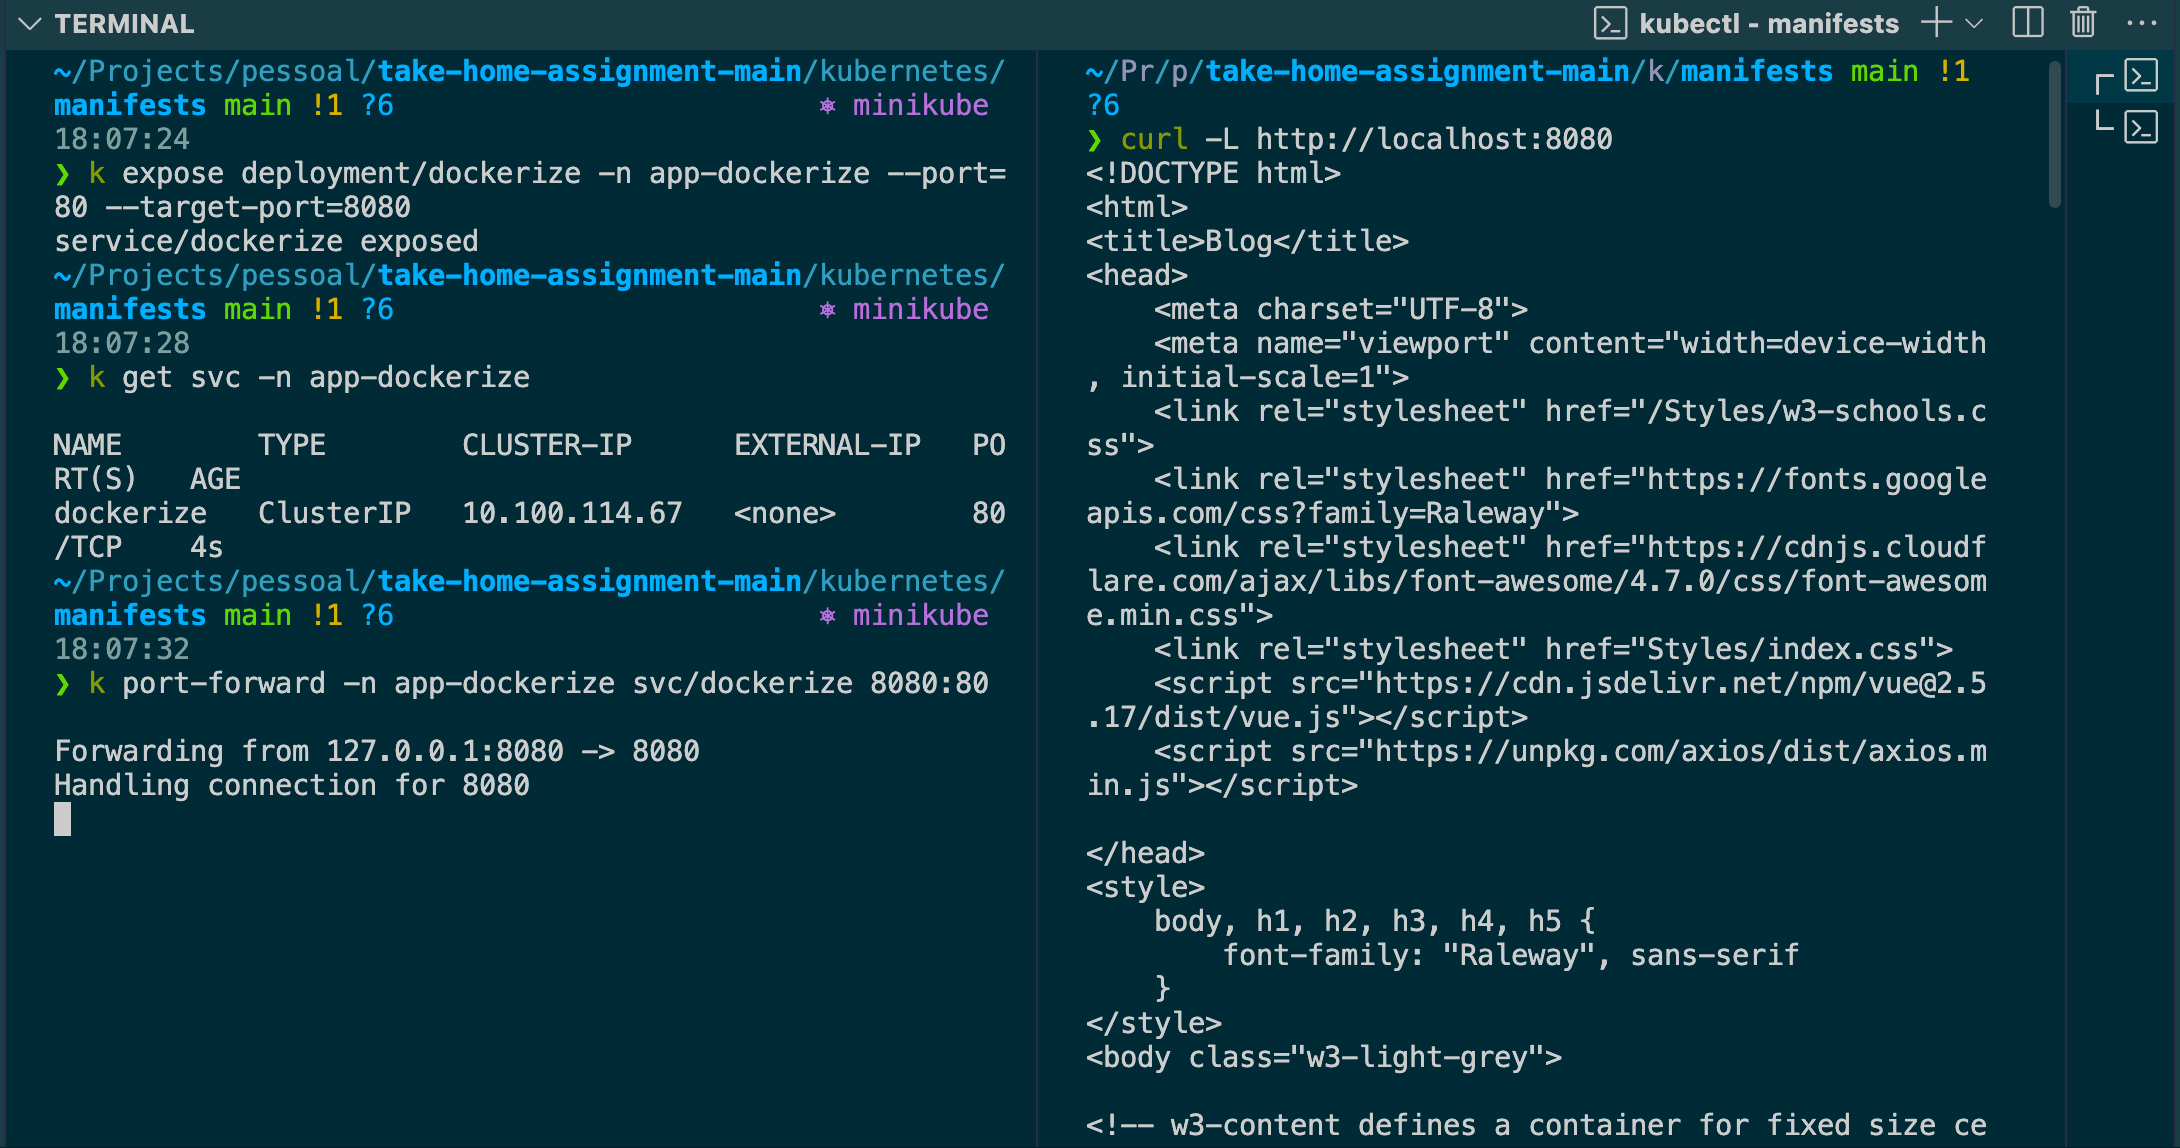 TERMINAL
kubectl - manifests
~/Projects/pessoal/take-home-assignment-main/kubernetes/
manifests main !1 ?6 minikube
18:07:24
❯ k expose deployment/dockerize -n app-dockerize --port=
80 --target-port=8080
service/dockerize exposed
~/Projects/pessoal/take-home-assignment-main/kubernetes/
manifests main !1 ?6 minikube
18:07:28
❯ k get svc -n app-dockerize
NAME TYPE CLUSTER-IP EXTERNAL-IP PO
RT(S) AGE
dockerize ClusterIP 10.100.114.67 <none> 80
/TCP 4s
~/Projects/pessoal/take-home-assignment-main/kubernetes/
manifests main !1 ?6 minikube
18:07:32
❯ k port-forward -n app-dockerize svc/dockerize 8080:80
Forwarding from 127.0.0.1:8080 -> 8080
Handling connection for 8080
~/Pr/p/take-home-assignment-main/k/manifests main !1
?6
❯ curl -L http://localhost:8080
<!DOCTYPE html>
<html>
<title>Blog</title>
<head>
    <meta charset="UTF-8">
    <meta name="viewport" content="width=device-width
, initial-scale=1">
    <link rel="stylesheet" href="/Styles/w3-schools.c
ss">
    <link rel="stylesheet" href="https://fonts.google
apis.com/css?family=Raleway">
    <link rel="stylesheet" href="https://cdnjs.cloudf
lare.com/ajax/libs/font-awesome/4.7.0/css/font-awesom
e.min.css">
    <link rel="stylesheet" href="Styles/index.css">
    <script src="https://cdn.jsdelivr.net/npm/vue@2.5
.17/dist/vue.js"></script>
    <script src="https://unpkg.com/axios/dist/axios.m
in.js"></script>
</head>
<style>
    body, h1, h2, h3, h4, h5 {
        font-family: "Raleway", sans-serif
    }
</style>
<body class="w3-light-grey">
<!-- w3-content defines a container for fixed size ce